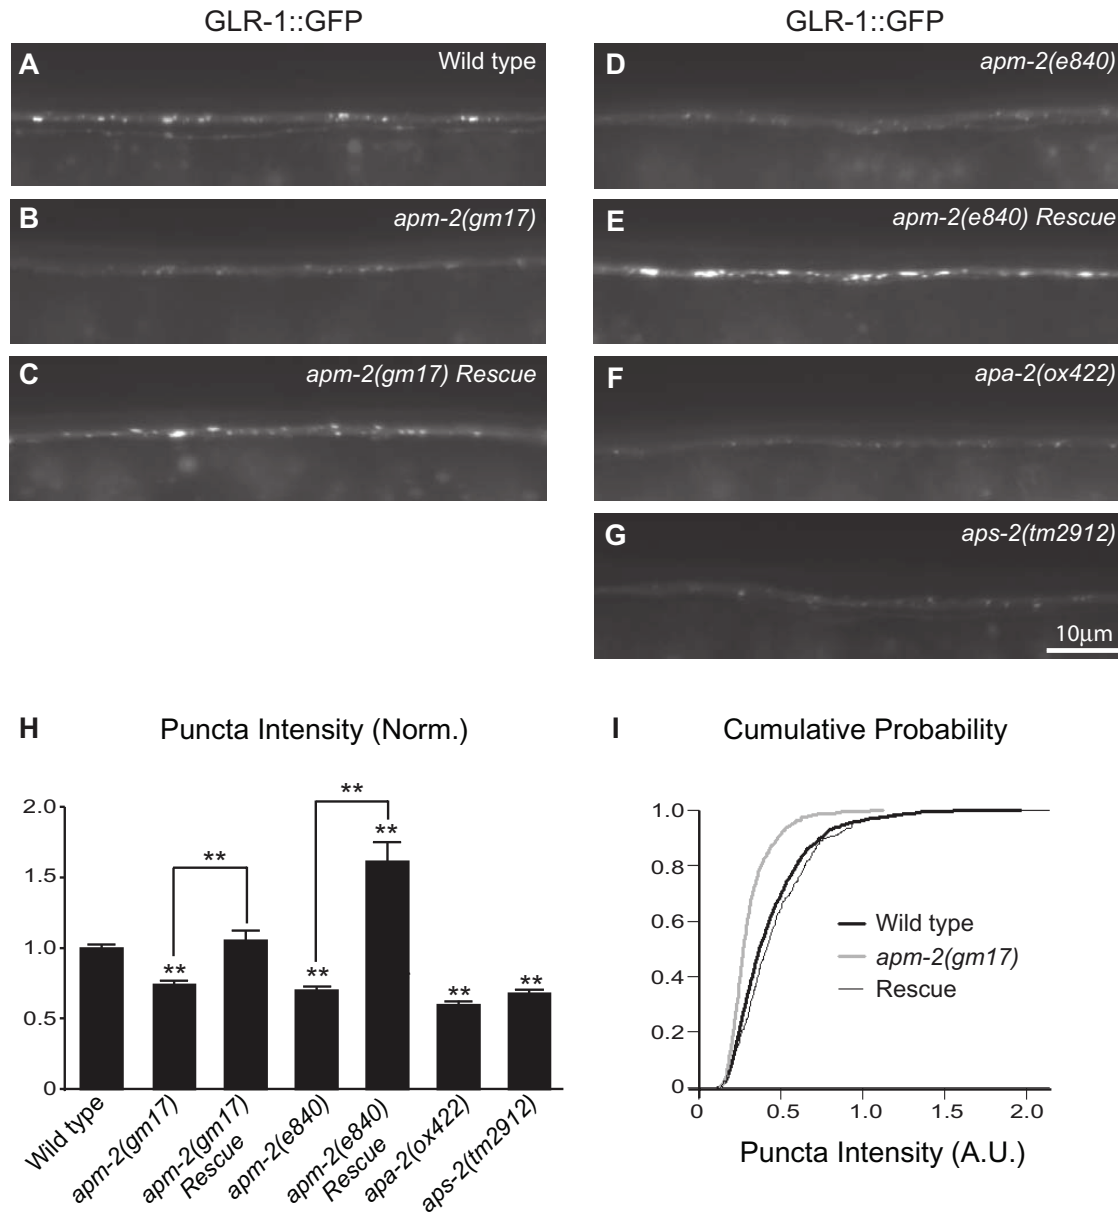 GLR-1::GFP
GLR-1::GFP
A
Wild type
B
apm-2(gm17)
C
apm-2(gm17) Rescue
D
apm-2(e840)
E
apm-2(e840) Rescue
F
apa-2(ox422)
G
aps-2(tm2912)
10μm
H
Puncta Intensity (Norm.)
2.0
1.5
1.0
0.5
0
**
**
**
**
**
**
**
Wild type
apm-2(gm17)
apm-2(gm17)
Rescue
apm-2(e840)
apm-2(e840)
Rescue
apa-2(ox422)
aps-2(tm2912)
I
Cumulative Probability
1.0
0.8
0.6
0.4
0.2
0
Wild type
apm-2(gm17)
Rescue
0
0.5
1.0
1.5
2.0
Puncta Intensity (A.U.)